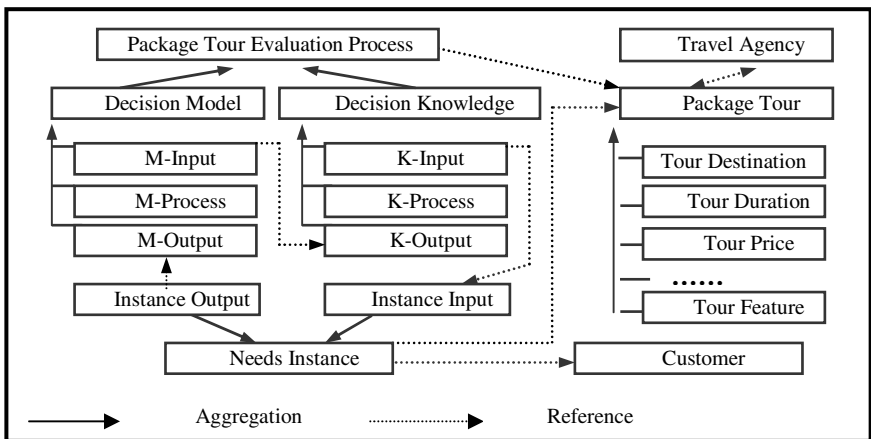 Package Tour Evaluation Process
Travel Agency
Decision Model
Decision Knowledge
Package Tour
M-Input
K-Input
Tour Destination
M-Process
K-Process
Tour Duration
M-Output
K-Output
Tour Price
......
Instance Output
Instance Input
Tour Feature
Needs Instance
Customer
Aggregation
Reference